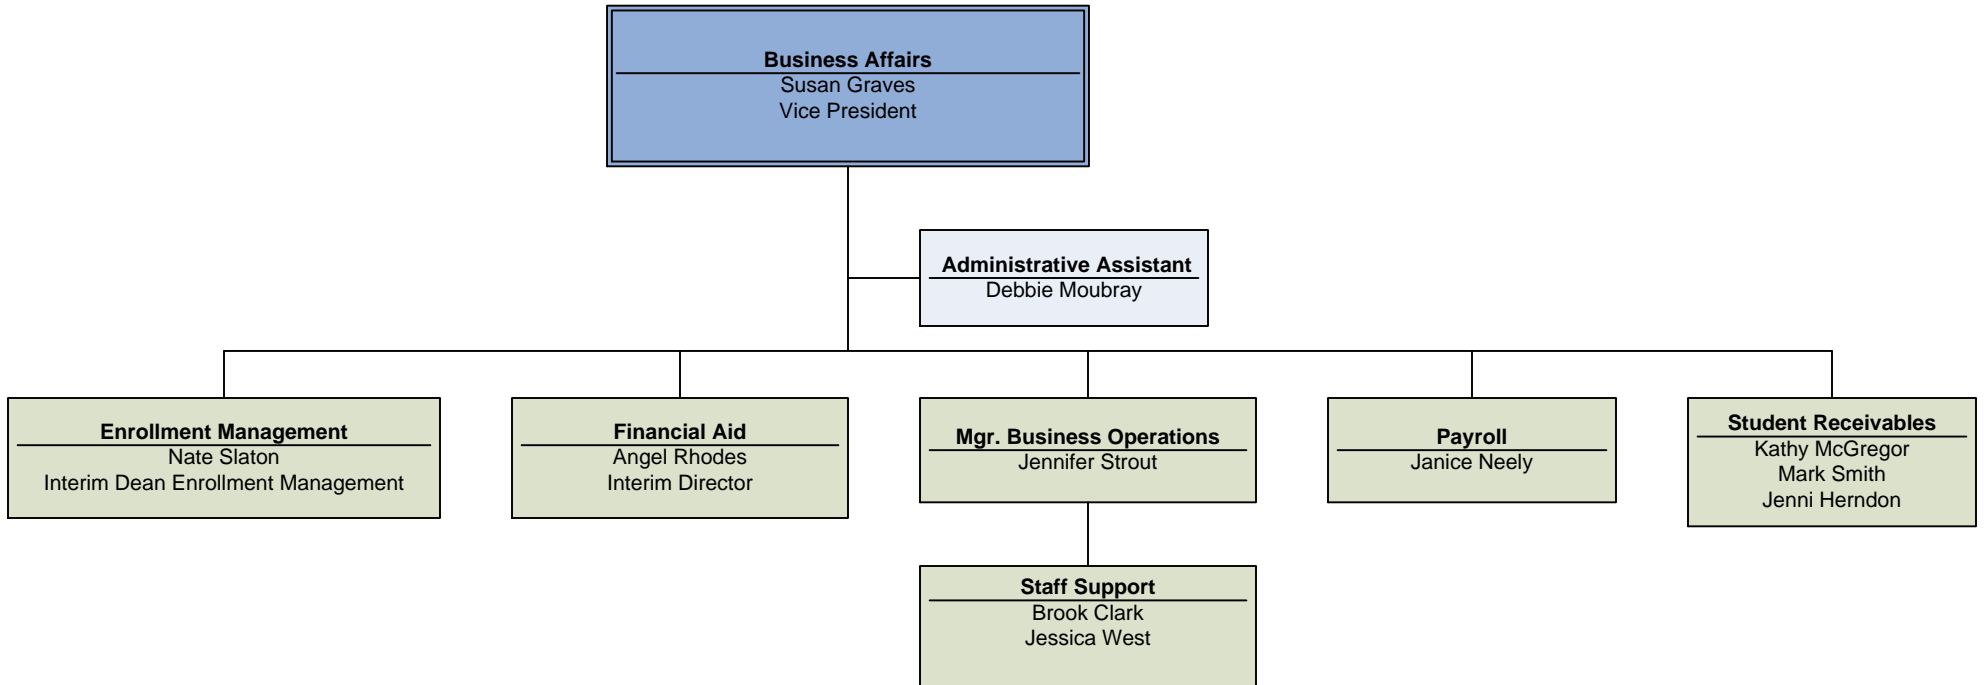 Business Affairs
Susan Graves
Vice President
Administrative Assistant
Debbie Moubray
Enrollment Management
Nate Slaton
Interim Dean Enrollment Management
Financial Aid
Angel Rhodes
Interim Director
Mgr. Business Operations
Jennifer Strout
Payroll
Janice Neely
Student Receivables
Kathy McGregor
Mark Smith
Jenni Herndon
Staff Support
Brook Clark
Jessica West